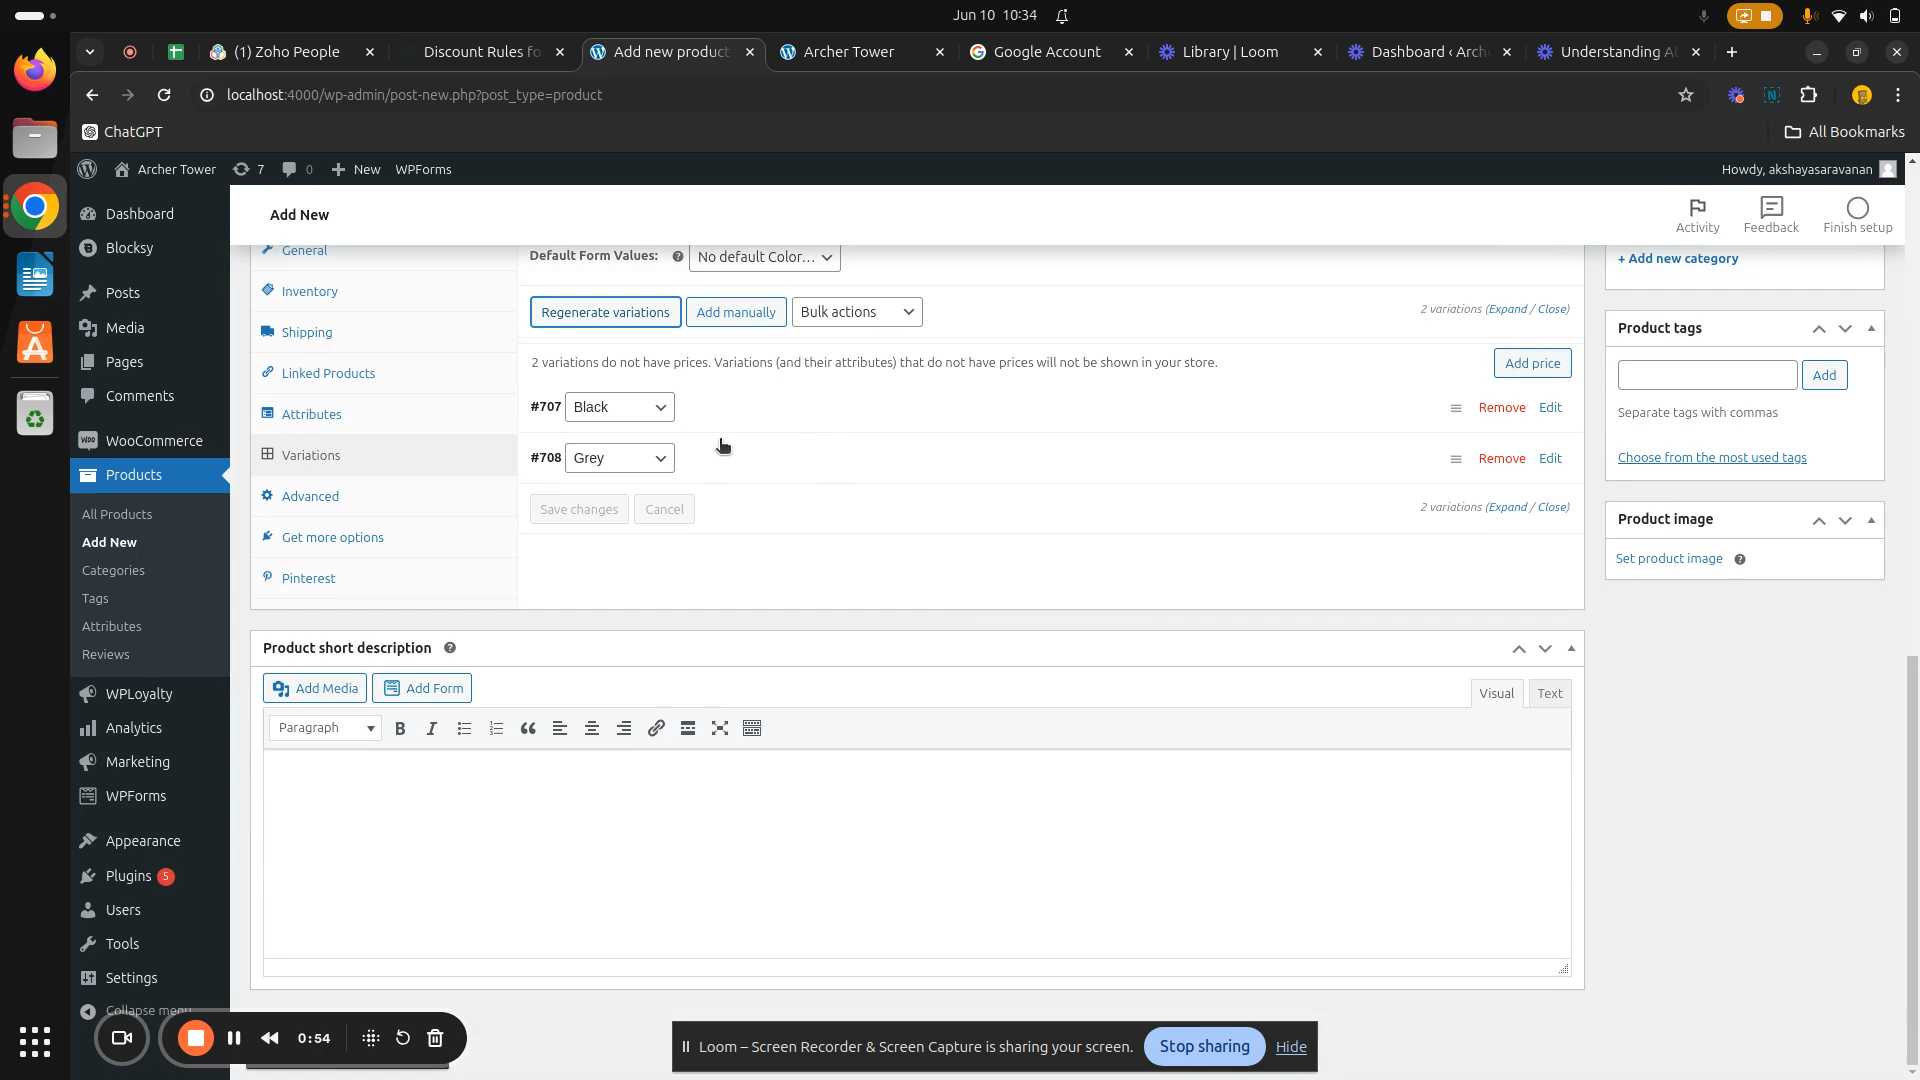 Jun 10 10:34
(1) Zoho People
Discount Rules fo
Add new product
Archer Tower
Google Account
Library | Loom
Dashboard ‹ Arch
Understanding A
localhost:4000/wp-admin/post-new.php?post_type=product
ChatGPT
All Bookmarks
Archer Tower
7
0
New
WPForms
Howdy, akshayasaravanan
Dashboard
Blocksy
Posts
Media
Pages
Comments
WooCommerce
Products
All Products
Add New
Categories
Tags
Attributes
Reviews
WPLoyalty
Analytics
Marketing
WPForms
Appearance
Plugins 5
Users
Tools
Settings
Collapse menu
Add New
Activity
Feedback
Finish setup
General
Inventory
Shipping
Linked Products
Attributes
Variations
Advanced
Get more options
Pinterest
Default Form Values:
No default Color...
Regenerate variations
Add manually
Bulk actions
2 variations (Expand / Close)
2 variations do not have prices. Variations (and their attributes) that do not have prices will not be shown in your store.
Add price
#707 Black
Remove Edit
#708 Grey
Remove Edit
Save changes
Cancel
2 variations (Expand / Close)
Product short description
Add Media
Add Form
Visual
Text
Paragraph
+ Add new category
Product tags
Add
Separate tags with commas
Choose from the most used tags
Product image
Set product image
0:54
Loom – Screen Recorder & Screen Capture is sharing your screen.
Stop sharing
Hide